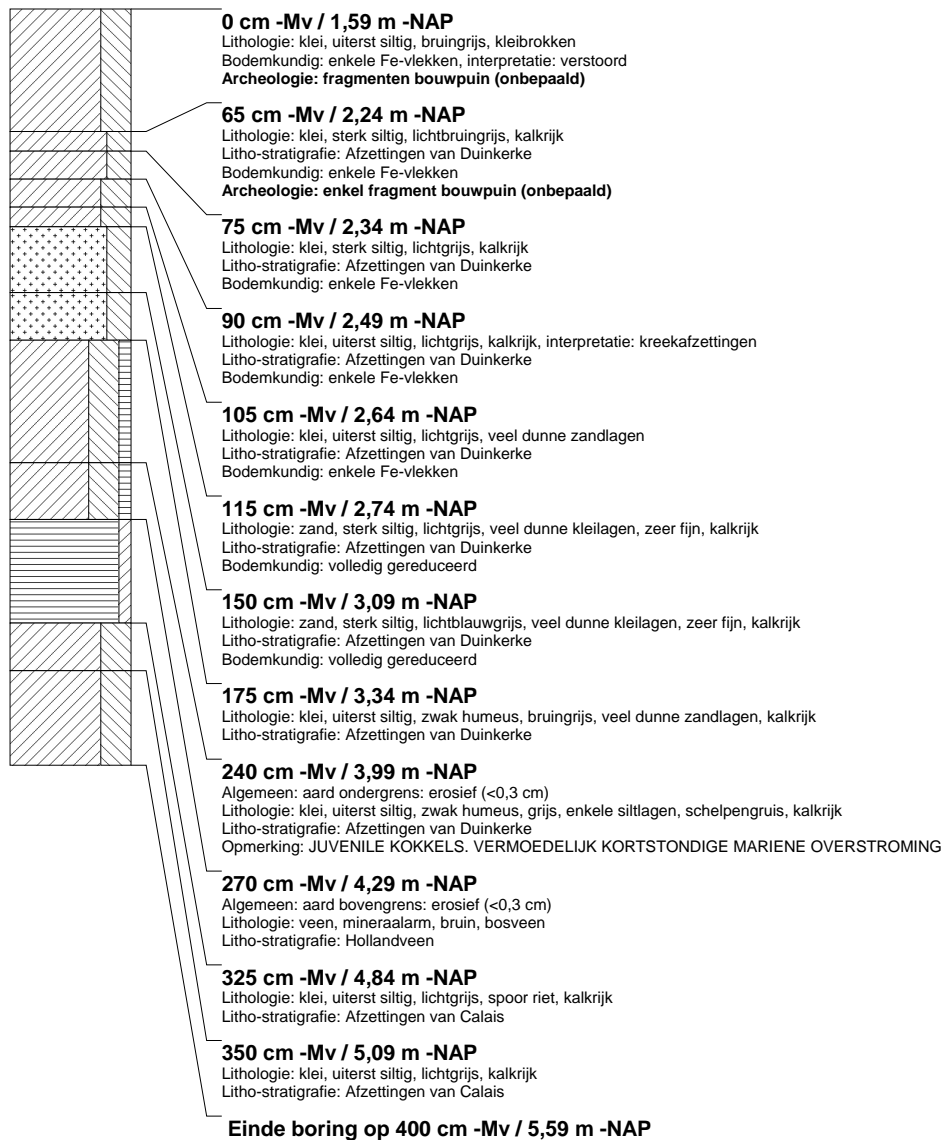 0 cm -Mv / 1,59 m -NAP
Lithologie: klei, uiterst siltig, bruingrijs, kleibrokken
Bodemkundig: enkele Fe-vlekken, interpretatie: verstoord
Archeologie: fragmenten bouwpuin (onbepaald)
65 cm -Mv / 2,24 m -NAP
Lithologie: klei, sterk siltig, lichtbruingrijs, kalkrijk
Litho-stratigrafie: Afzettingen van Duinkerke
Bodemkundig: enkele Fe-vlekken
Archeologie: enkel fragment bouwpuin (onbepaald)
75 cm -Mv / 2,34 m -NAP
Lithologie: klei, sterk siltig, lichtgrijs, kalkrijk
Litho-stratigrafie: Afzettingen van Duinkerke
Bodemkundig: enkele Fe-vlekken
90 cm -Mv / 2,49 m -NAP
Lithologie: klei, uiterst siltig, lichtgrijs, kalkrijk, interpretatie: kreekafzettingen
Litho-stratigrafie: Afzettingen van Duinkerke
Bodemkundig: enkele Fe-vlekken
105 cm -Mv / 2,64 m -NAP
Lithologie: klei, uiterst siltig, lichtgrijs, veel dunne zandlagen
Litho-stratigrafie: Afzettingen van Duinkerke
Bodemkundig: enkele Fe-vlekken
115 cm -Mv / 2,74 m -NAP
Lithologie: zand, sterk siltig, lichtgrijs, veel dunne kleilagen, zeer fijn, kalkrijk
Litho-stratigrafie: Afzettingen van Duinkerke
Bodemkundig: volledig gereduceerd
150 cm -Mv / 3,09 m -NAP
Lithologie: zand, sterk siltig, lichtblauwgrijs, veel dunne kleilagen, zeer fijn, kalkrijk
Litho-stratigrafie: Afzettingen van Duinkerke
Bodemkundig: volledig gereduceerd
175 cm -Mv / 3,34 m -NAP
Lithologie: klei, uiterst siltig, zwak humeus, bruingrijs, veel dunne zandlagen, kalkrijk
Litho-stratigrafie: Afzettingen van Duinkerke
240 cm -Mv / 3,99 m -NAP
Algemeen: aard ondergrens: erosief (<0,3 cm)
Lithologie: klei, uiterst siltig, zwak humeus, grijs, enkele siltlagen, schelpengruis, kalkrijk
Litho-stratigrafie: Afzettingen van Duinkerke
Opmerking: JUVENILE KOKKELS. VERMOEDELIJK KORTSTONDIGE MARIENE OVERSTROMING
270 cm -Mv / 4,29 m -NAP
Algemeen: aard bovengrens: erosief (<0,3 cm)
Lithologie: veen, mineraalarm, bruin, bosveen
Litho-stratigrafie: Hollandveen
325 cm -Mv / 4,84 m -NAP
Lithologie: klei, uiterst siltig, lichtgrijs, spoor riet, kalkrijk
Litho-stratigrafie: Afzettingen van Calais
350 cm -Mv / 5,09 m -NAP
Lithologie: klei, uiterst siltig, lichtgrijs, kalkrijk
Litho-stratigrafie: Afzettingen van Calais
Einde boring op 400 cm -Mv / 5,59 m -NAP